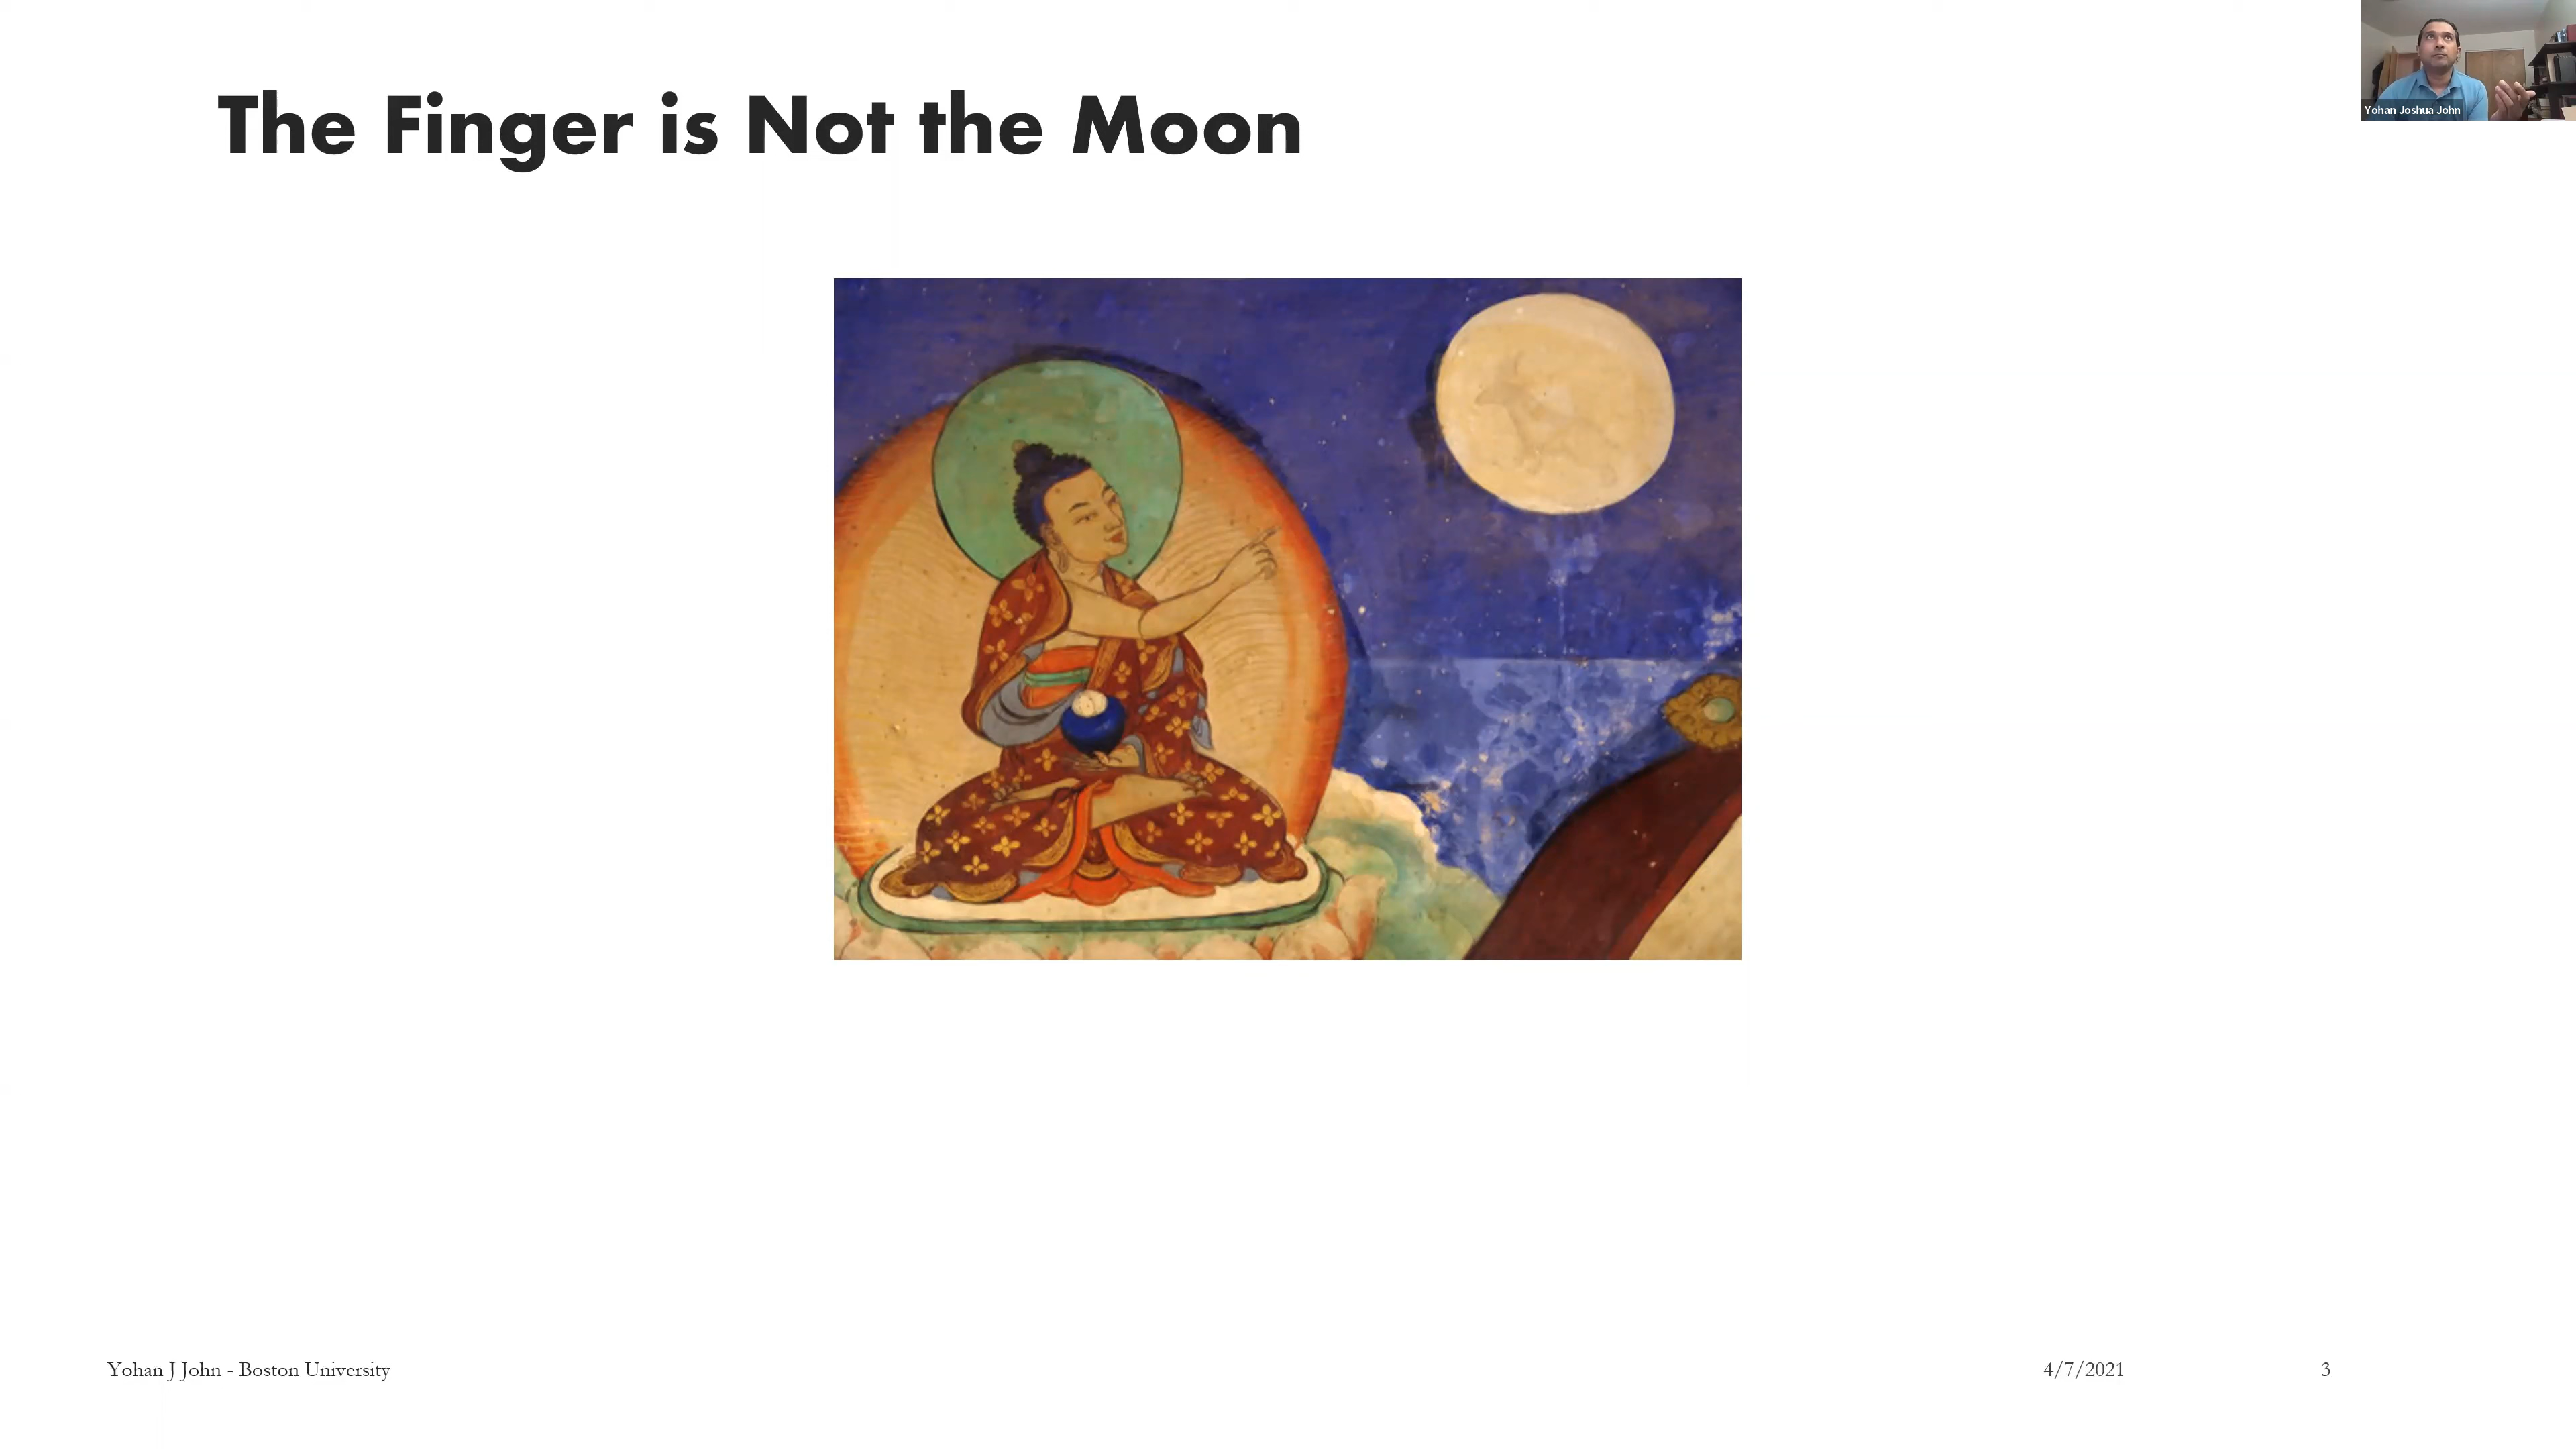 The Finger is Not the Moon
Yohan Joshua John
Yohan J John - Boston University
4/7/2021
3